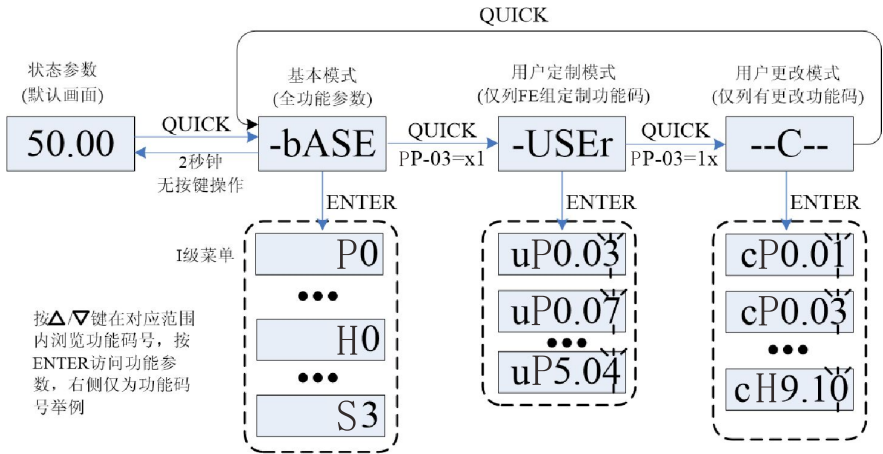 QUICK
状态参数
(默认画面)
基本模式
(全功能参数)
用户定制模式
(仅列FE组定制功能码)
用户更改模式
(仅列有更改功能码)
50.00
QUICK
2秒钟
无按键操作
-bASE
QUICK
PP-03=x1
-USEr
QUICK
PP-03=1x
--C--
ENTER
ENTER
ENTER
I级菜单
P0
•••
H0
•••
S3
uP0.03
uP0.07
•••
uP5.04
cP0.01
cP0.03
•••
cH9.10
按△/▽键在对应范围
内浏览功能码号，按
ENTER访问功能参
数，右侧仅为功能码
号举例